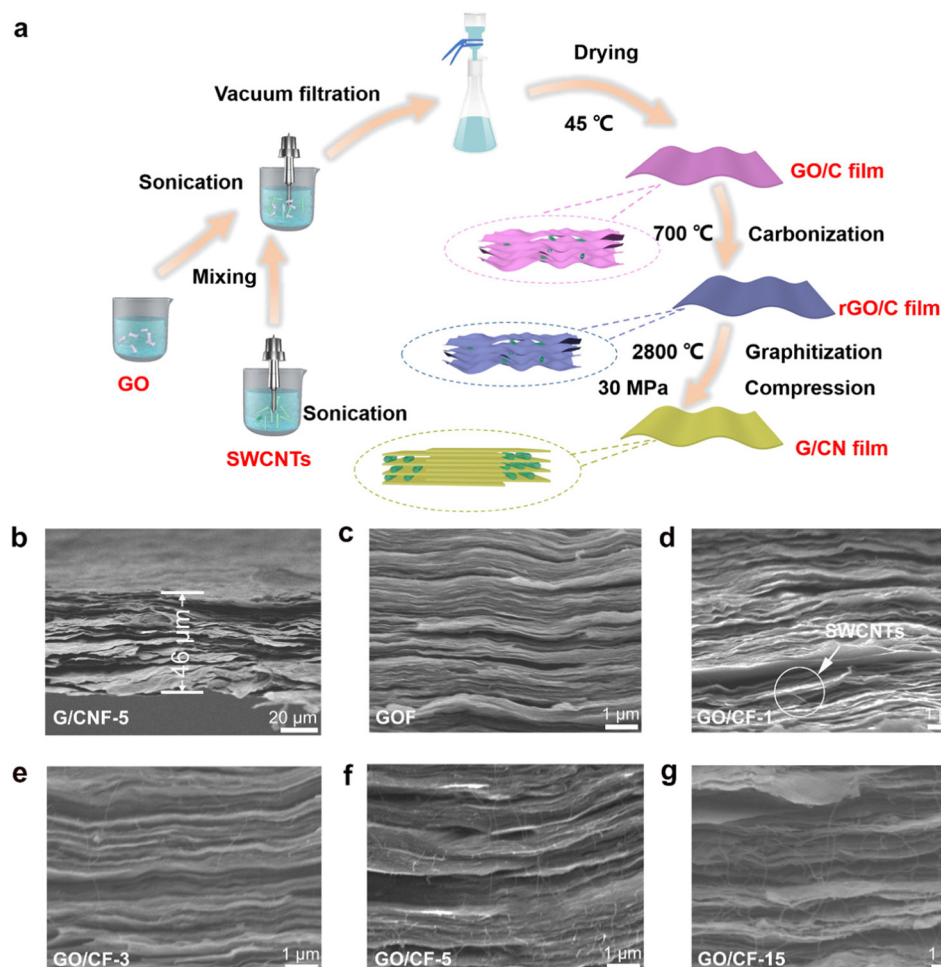 a
Drying
Vacuum filtration
45 ℃
Sonication
GO/C film
700 ℃ Carbonization
Mixing
rGO/C film
2800 ℃ Graphitization
GO
30 MPa Compression
Sonication
SWCNTs
G/CN film
b
46 μm
G/CNF-5
20 μm
c
GOF
1 μm
d
SWCNTs
GO/CF-1
1
e
GO/CF-3
1 μm
f
GO/CF-5
1 μm
g
GO/CF-15
1